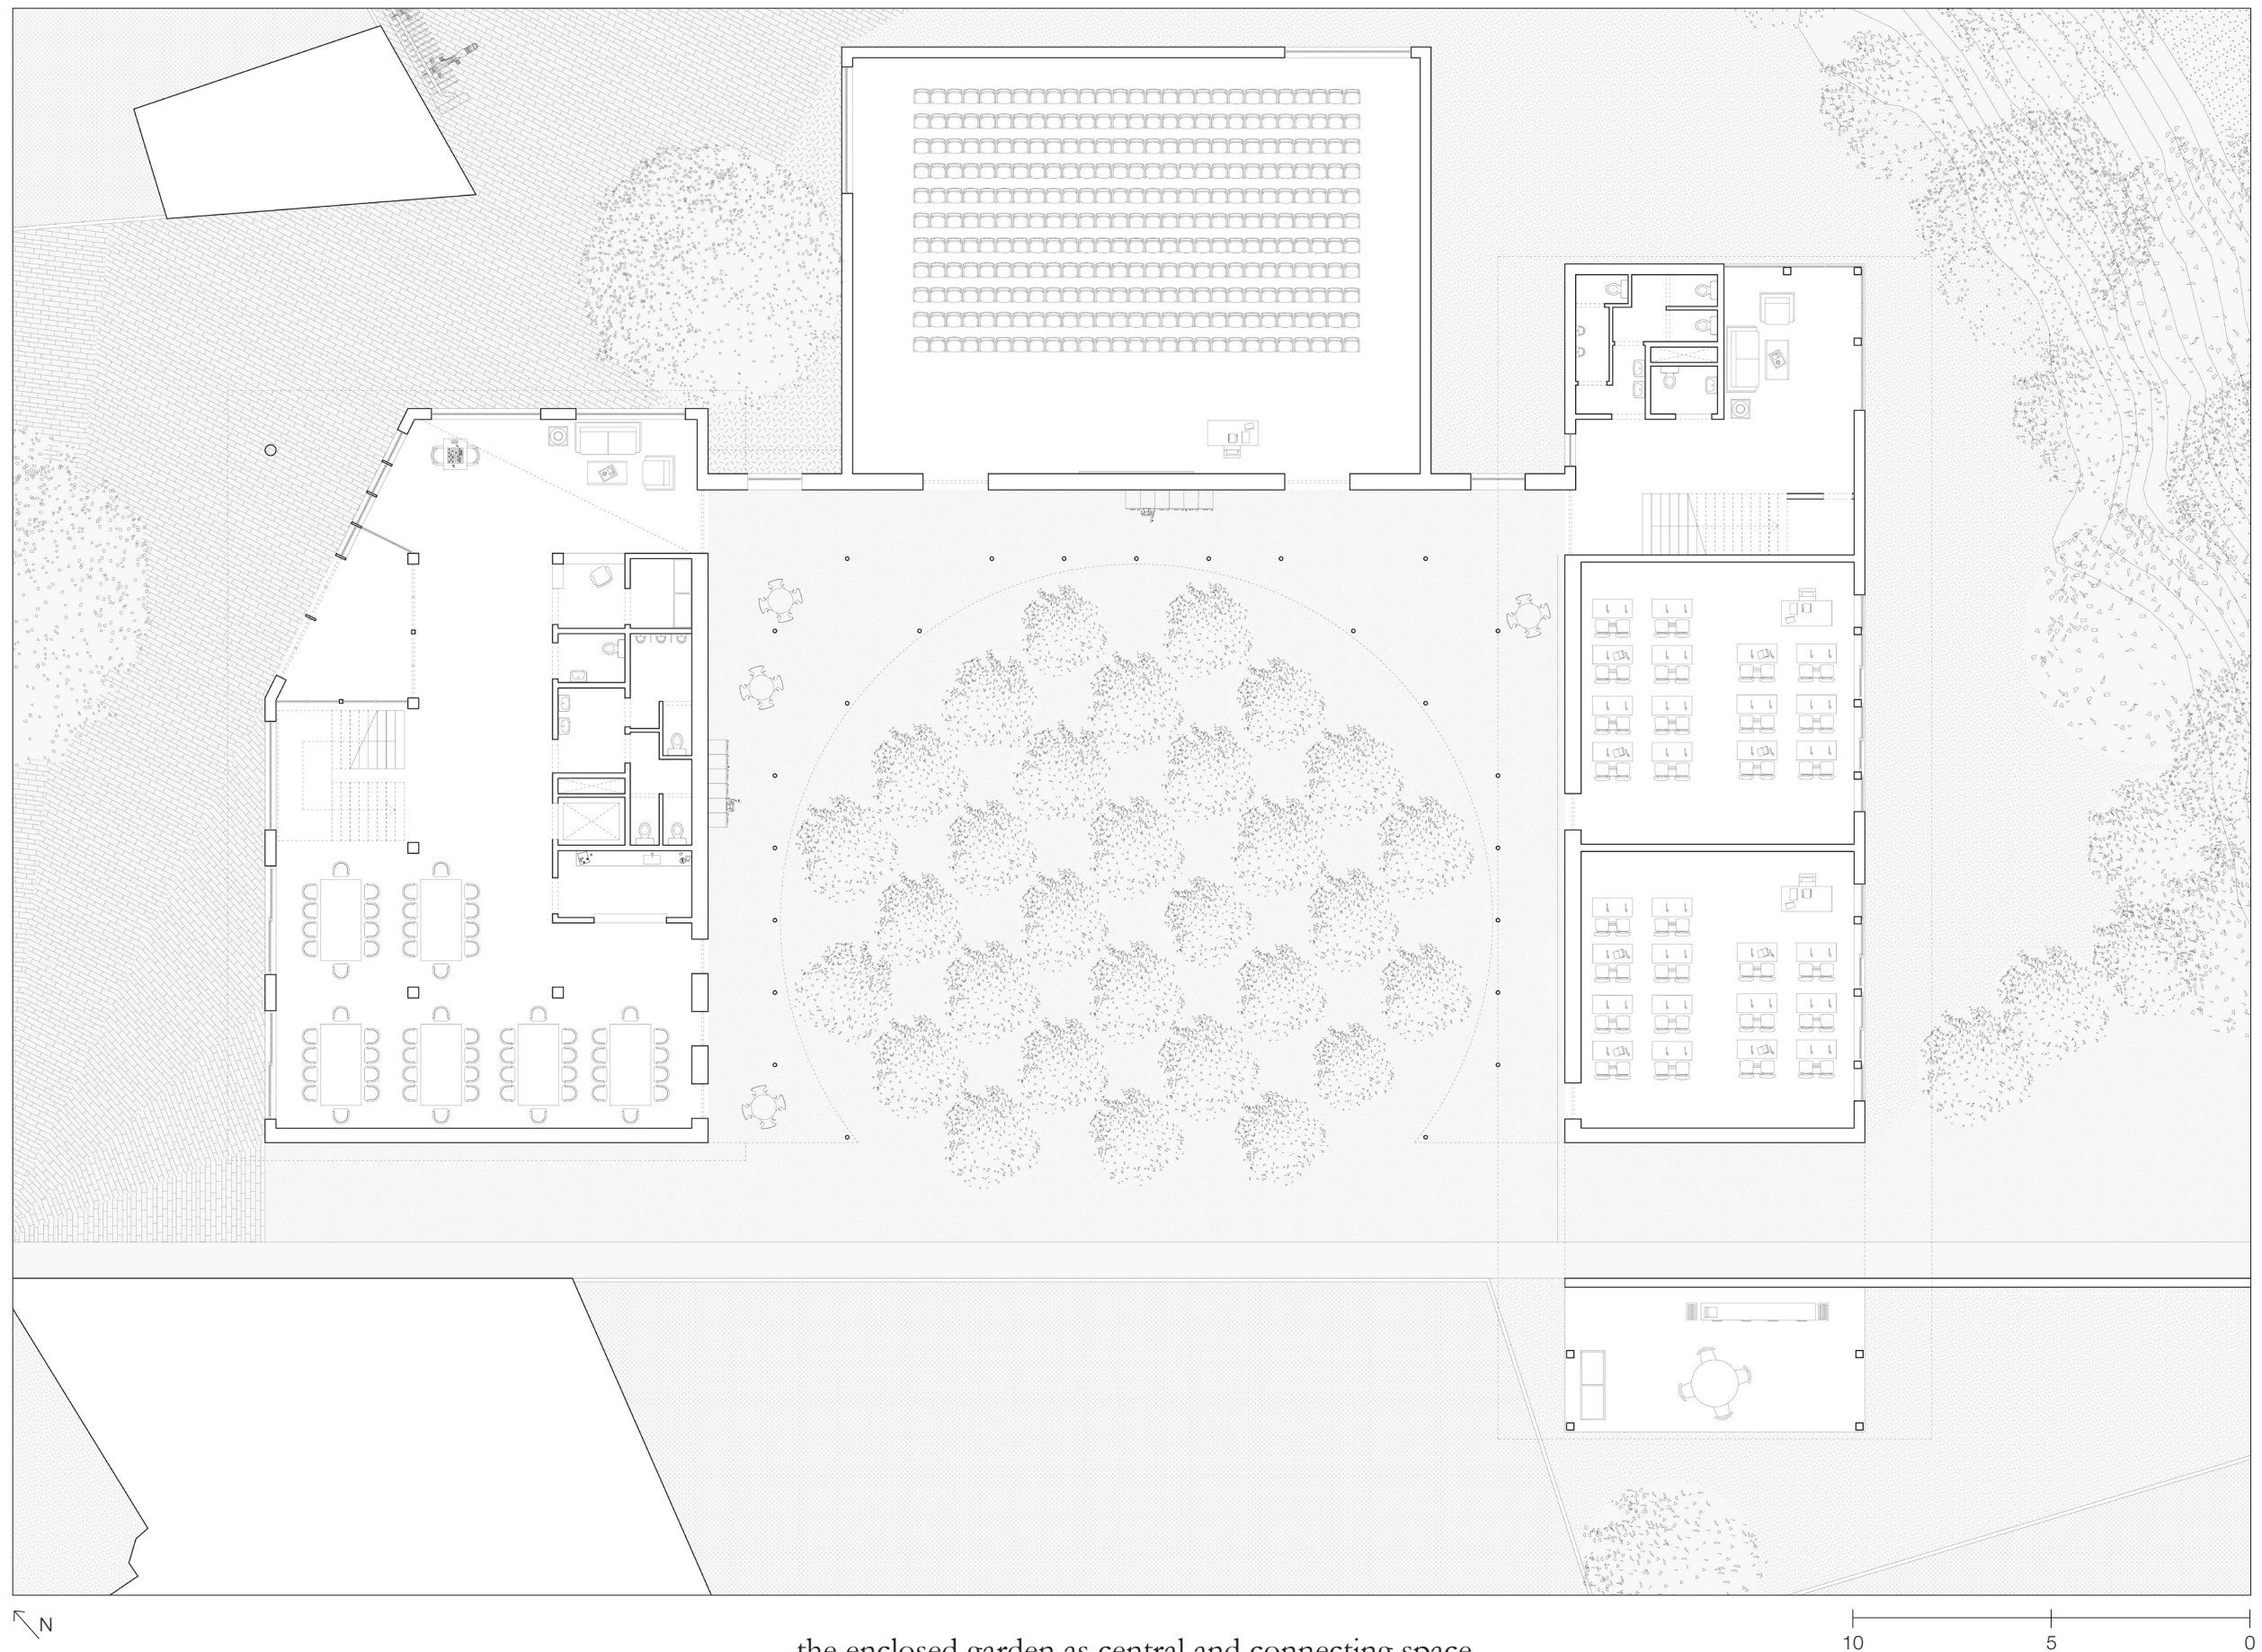 N
10 5 0
the enclosed garden as central and connecting space